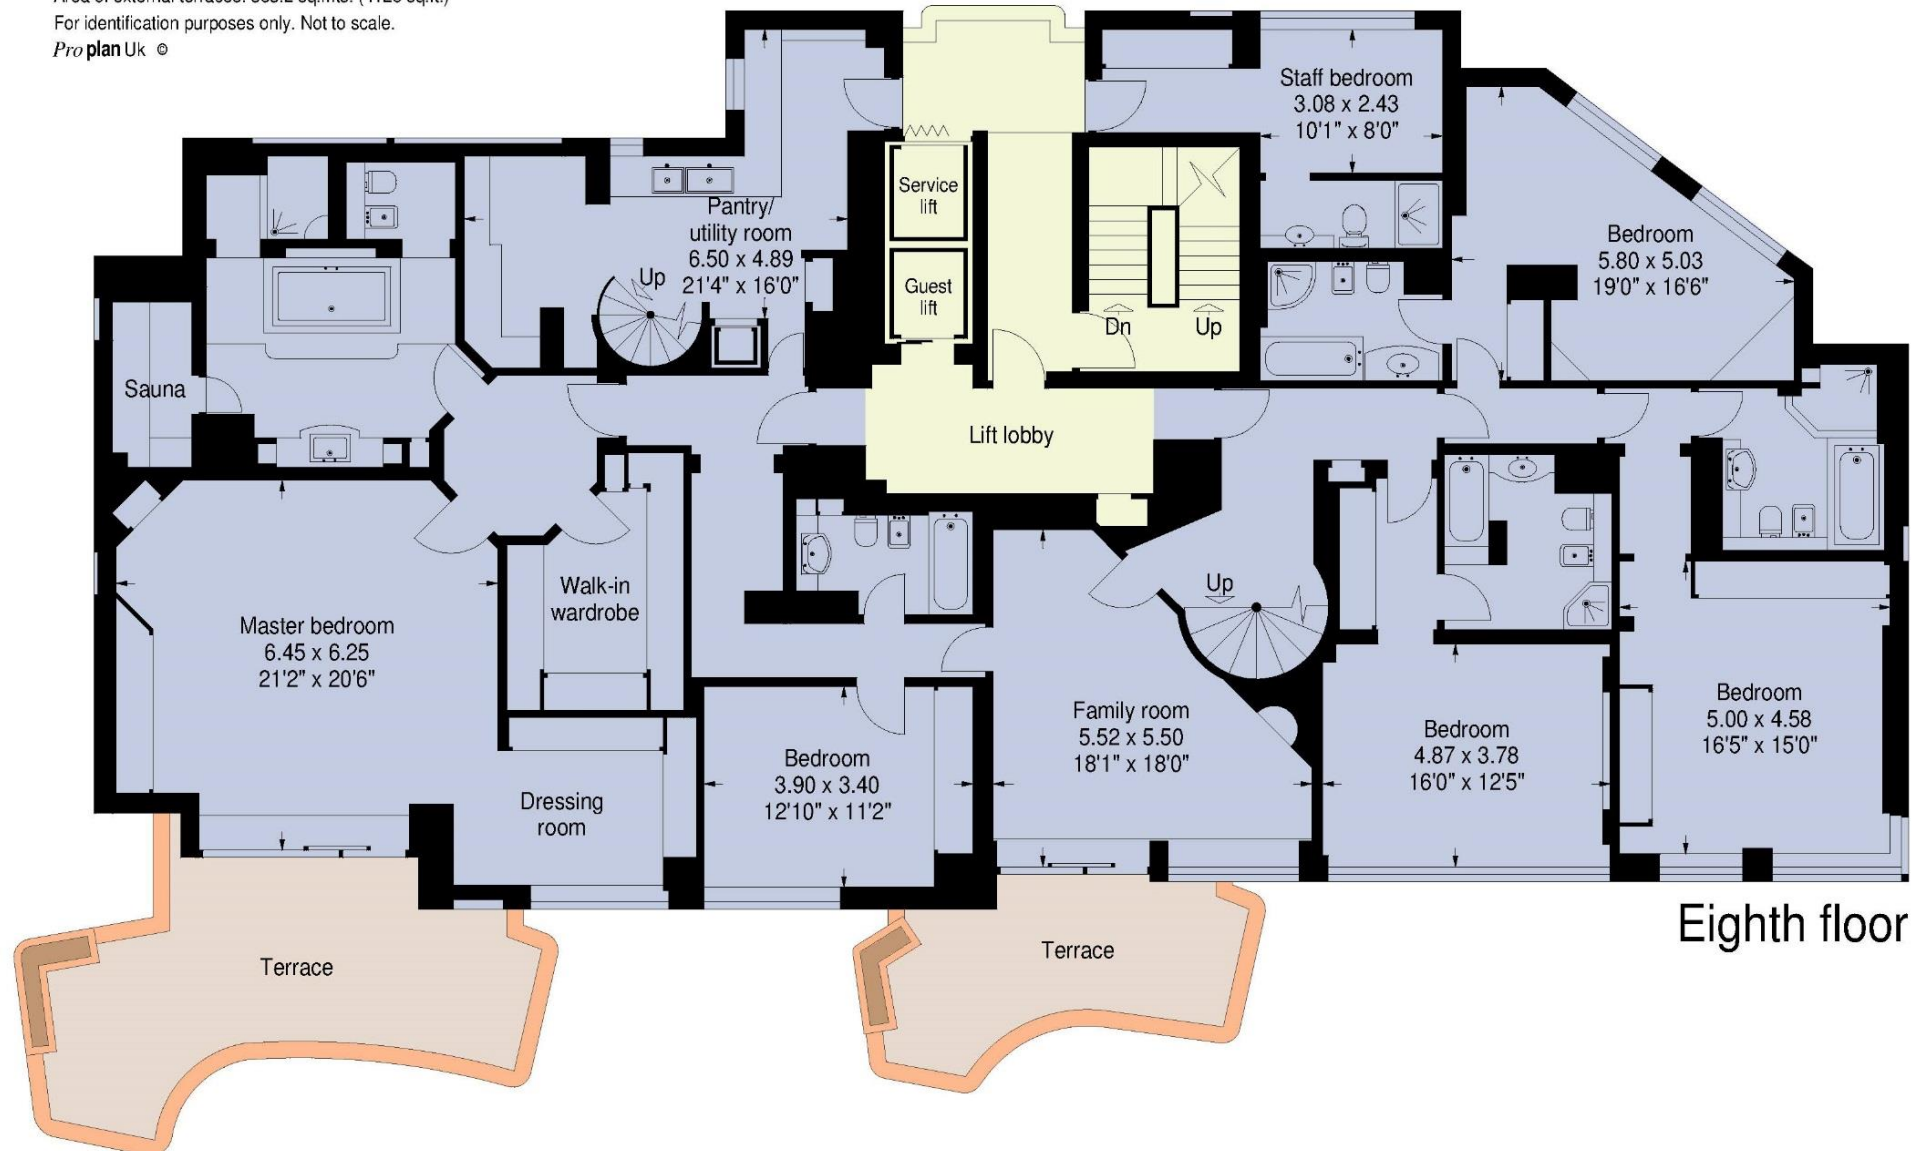 For identification purposes only. Not to scale.
Pro plan Uk ©
Staff bedroom
3.08 x 2.43
10'1" x 8'0"
Service
lift
Guest
lift
Pantry/
utility room
6.50 x 4.89
21'4" x 16'0"
Up
Dn
Up
Bedroom
5.80 x 5.03
19'0" x 16'6"
Sauna
Lift lobby
Walk-in
wardrobe
Up
Master bedroom
6.45 x 6.25
21'2" x 20'6"
Family room
5.52 x 5.50
18'1" x 18'0"
Bedroom
4.87 x 3.78
16'0" x 12'5"
Bedroom
5.00 x 4.58
16'5" x 15'0"
Bedroom
3.90 x 3.40
12'10" x 11'2"
Dressing
room
Eighth floor
Terrace
Terrace